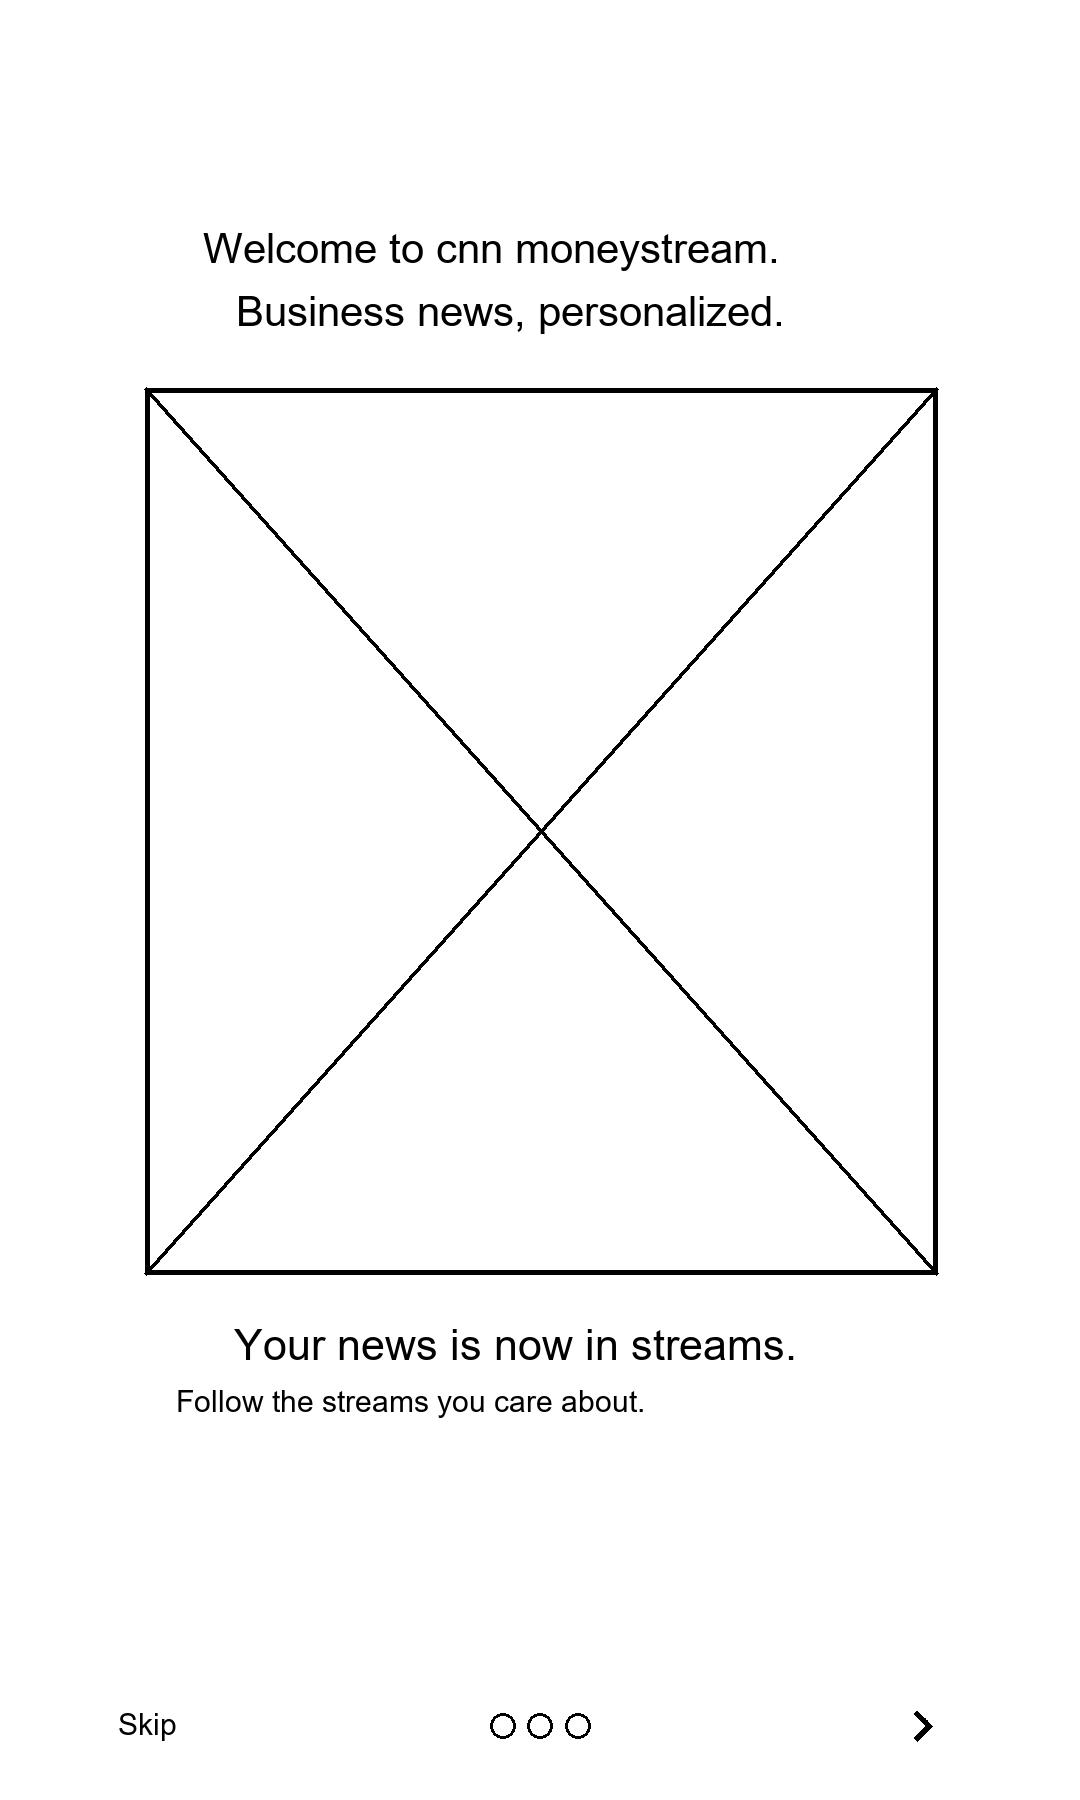 Welcome to cnn moneystream.
Business news, personalized.
Your news is now in streams.
Follow the streams you care about.
Skip